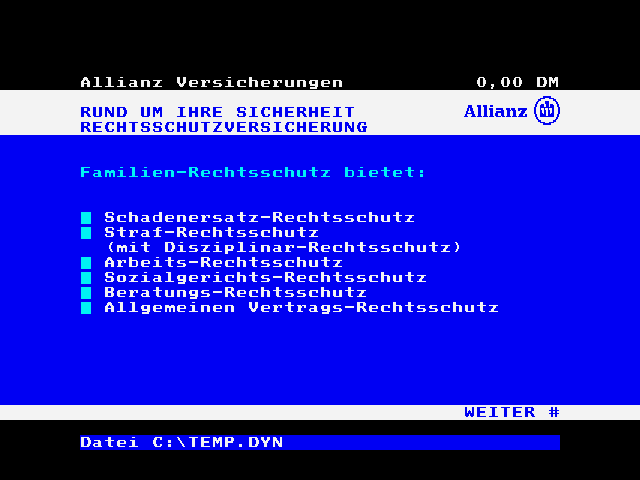 Allianz Versicherungen 0,00 DM
RUND UM IHRE SICHERHEIT
Allianz
RECHTSSCHUTZVERSICHERUNG
Familien-Rechtsschutz bietet:
Schadenersatz-Rechtsschutz
Straf-Rechtsschutz
(mit Disziplinar-Rechtsschutz)
Arbeits-Rechtsschutz
Sozialgerichts-Rechtsschutz
Beratungs-Rechtsschutz
Allgemeinen Vertrags-Rechtsschutz
WEITER #
Datei C:\TEMP.DYN